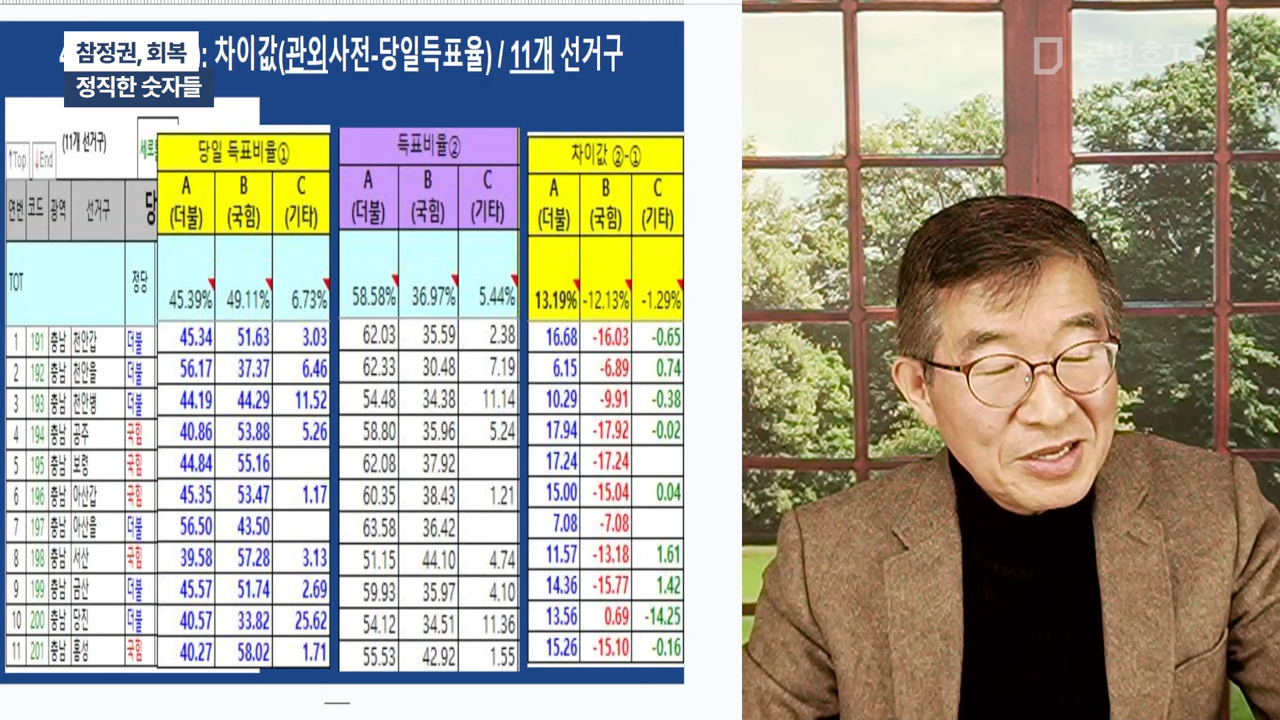 참정권, 회복
정직한 숫자들
: 차이값(관외사전-당일득표율) / 11개 선거구
공병호TV
(11개 선거구)
↑Top ↓End
당일 득표비율① 득표비율② 차이값 ②-①
연번 코드 광역 선거구 당 A B C A B C A B C
(더불) (국힘) (기타) (더불) (국힘) (기타) (더불) (국힘) (기타)
TOT 정당 45.39% 49.11% 6.73% 58.58% 36.97% 5.44% 13.19% -12.13% -1.29%
1 191 충남 천안갑 더불 45.34 51.63 3.03 62.03 35.59 2.38 16.68 -16.03 -0.65
2 192 충남 천안을 더불 56.17 37.37 6.46 62.33 30.48 7.19 6.15 -6.89 0.74
3 193 충남 천안병 더불 44.19 44.29 11.52 54.48 34.38 11.14 10.29 -9.91 -0.38
4 194 충남 공주 국힘 40.86 53.88 5.26 58.80 35.96 5.24 17.94 -17.92 -0.02
5 195 충남 보령 국힘 44.84 55.16 62.08 37.92 17.24 -17.24
6 196 충남 아산갑 국힘 45.35 53.47 1.17 60.35 38.43 1.21 15.00 -15.04 0.04
7 197 충남 아산을 더불 56.50 43.50 63.58 36.42 7.08 -7.08
8 198 충남 서산 국힘 39.58 57.28 3.13 51.15 44.10 4.74 11.57 -13.18 1.61
9 199 충남 금산 더불 45.57 51.74 2.69 59.93 35.97 4.10 14.36 -15.77 1.42
10 200 충남 당진 더불 40.57 33.82 25.62 54.12 34.51 11.36 13.56 0.69 -14.25
11 201 충남 홍성 국힘 40.27 58.02 1.71 55.53 42.92 1.55 15.26 -15.10 -0.16